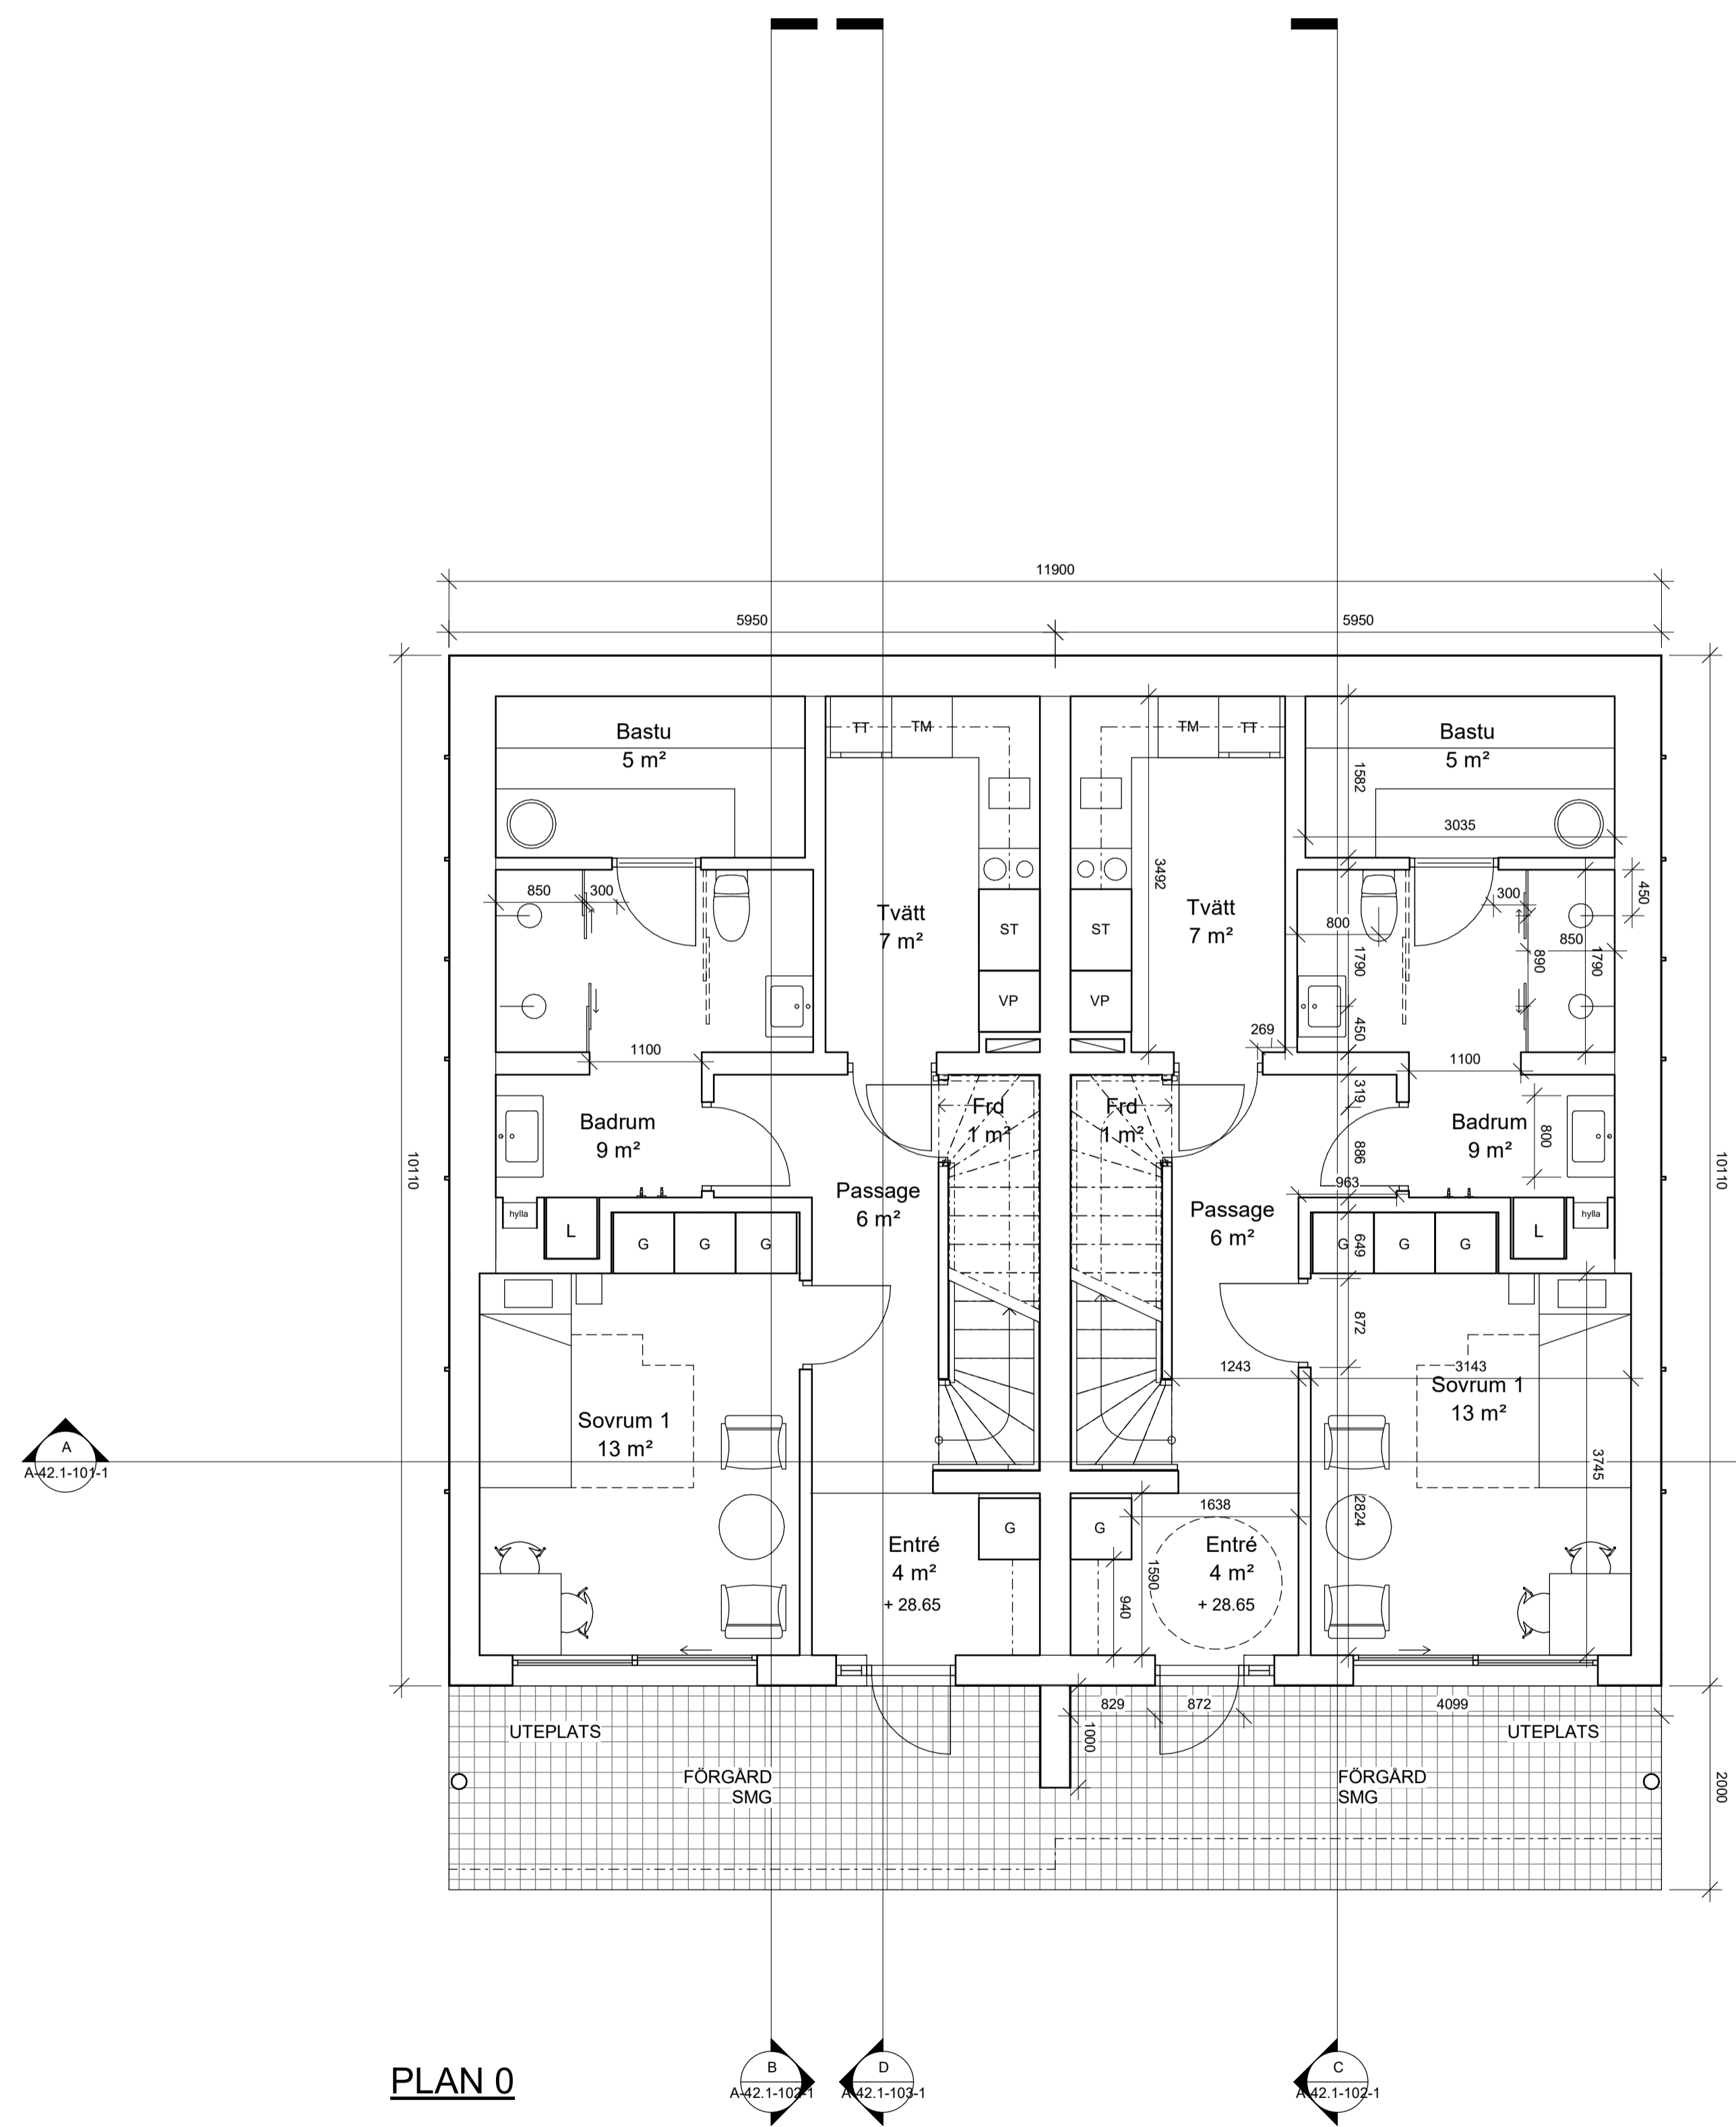 11900
5950
5950
10110
10110
Bastu
5 m²
TT
TM
TM
TT
Bastu
5 m²
1582
3035
3492
850
300
Tvätt
7 m²
ST
ST
Tvätt
7 m²
800
300
450
850
890
1790
1790
VP
VP
450
269
1100
1100
319
Frd
1 m²
Frd
1 m²
Badrum
9 m²
886
800
Badrum
9 m²
963
Passage
6 m²
Passage
6 m²
hylla
L
G
G
G
649
G
G
G
L
hylla
872
1243
3143
Sovrum 1
13 m²
Sovrum 1
13 m²
3745
A
A-42.1-101-1
2824
1638
G
G
Entré
4 m²
+ 28.65
Entré
4 m²
+ 28.65
1590
940
829
872
4099
1000
UTEPLATS
UTEPLATS
FÖRGÅRD
SMG
FÖRGÅRD
SMG
2000
PLAN 0
B
A-42.1-102-1
D
A-42.1-103-1
C
A-42.1-102-1